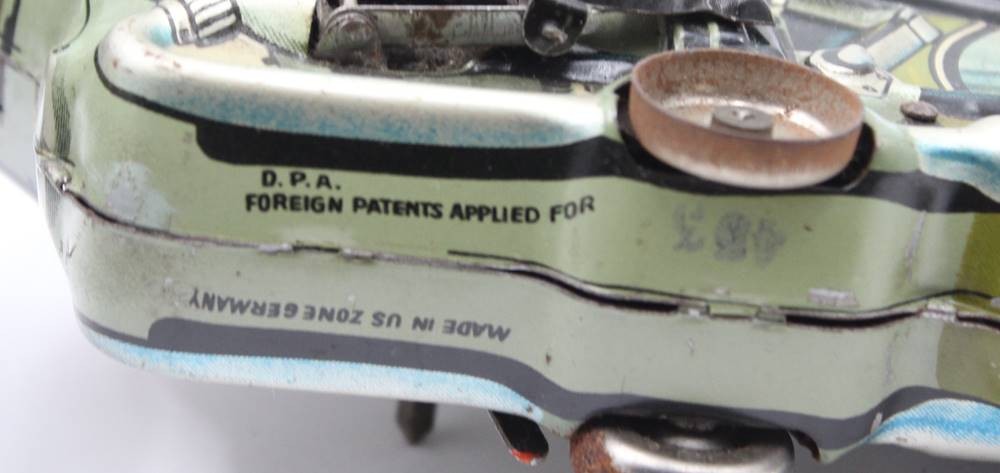 D.P.A.
FOREIGN PATENTS APPLIED FOR
MADE IN US ZONE GERMANY